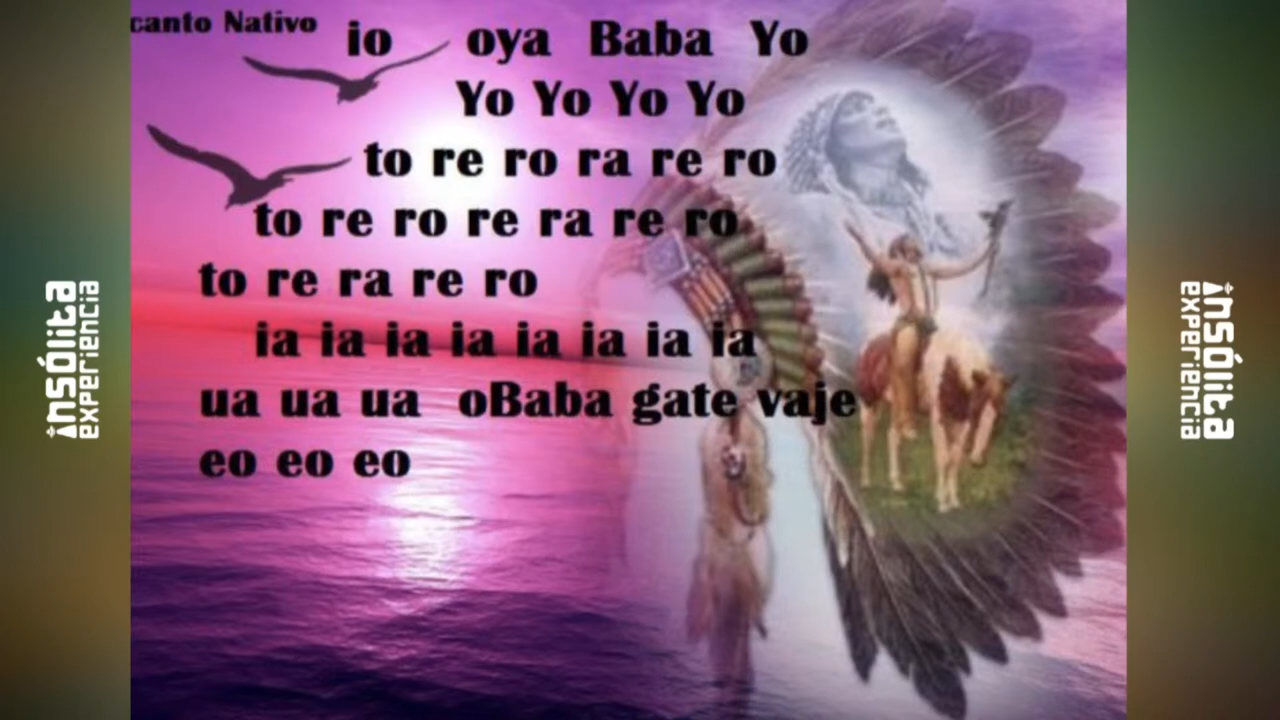 canto Nativo
io oya Baba Yo
Yo Yo Yo Yo
to re ro ra re ro
to re ro re ra re ro
to re ra re ro
ia ia ia ia ia ia ia ia
ua ua ua oBaba gate vaje
eo eo eo
insólita
experiencia
insólita
experiencia